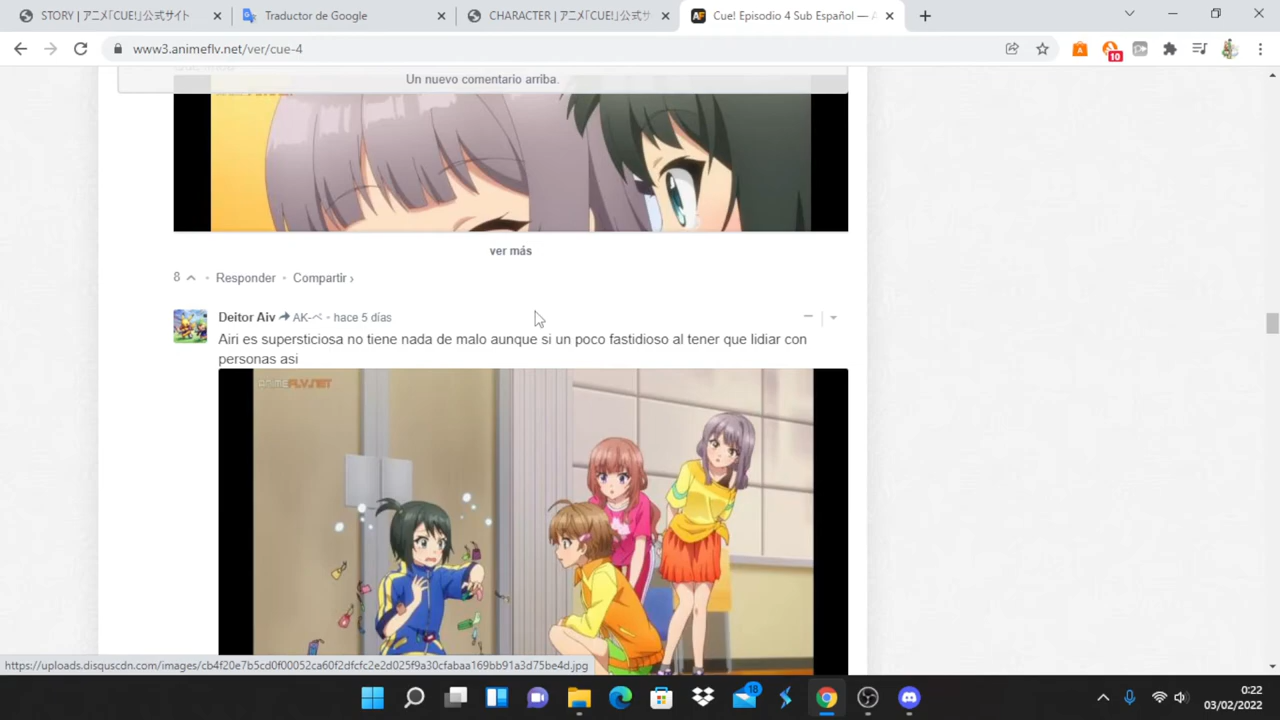 STORY | アニメ「CUE!」公式サイト
Traductor de Google
CHARACTER | アニメ「CUE!」公式サ
Cue! Episodio 4 Sub Español —
www3.animeflv.net/ver/cue-4
10
Un nuevo comentario arriba.
ver más
8
Responder
Compartir ›
Deitor Aiv
AK-ペ
hace 5 días
Airi es supersticiosa no tiene nada de malo aunque si un poco fastidioso al tener que lidiar con
personas asi
ANIMEFLV.NET
https://uploads.disquscdn.com/images/cb4f20e7b5cd0f00052ca60f2dfcfc2e2d025f9a30cfabaa169bb91a3d75be4d.jpg
18
0:22
03/02/2022